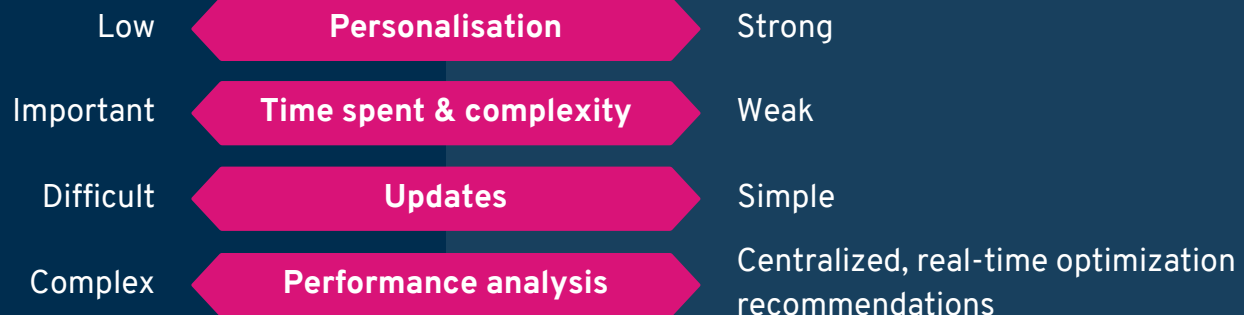 Low Personalisation Strong
Important Time spent & complexity Weak
Difficult Updates Simple
Complex Performance analysis Centralized, real-time optimization
recommendations